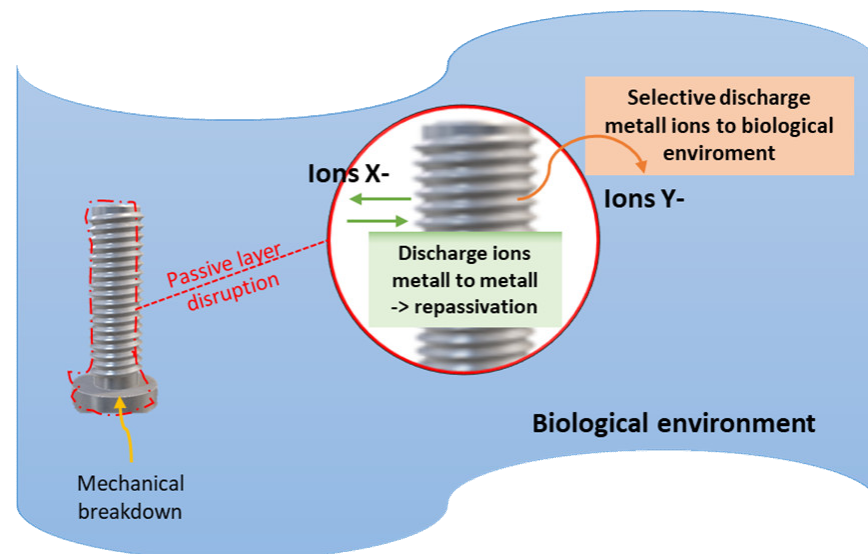 Selective discharge
metall ions to biological
enviroment
Ions X-
Ions Y-
Passive layer
disruption
Discharge ions
metall to metall
-> repassivation
Biological environment
Mechanical
breakdown